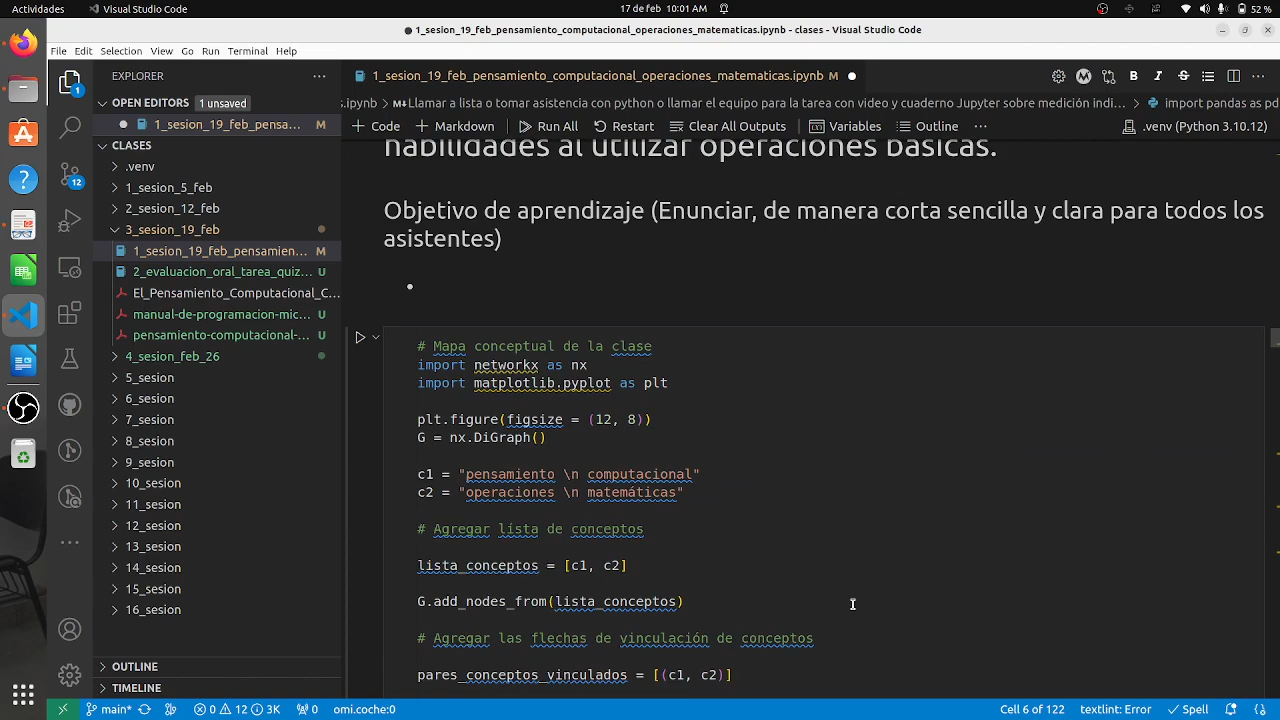 Actividades
Visual Studio Code
17 de feb 10:01 AM
52 %
1_sesion_19_feb_pensamiento_computacional_operaciones_matematicas.ipynb - clases - Visual Studio Code
File Edit Selection View Go Run Terminal Help
EXPLORER
1_sesion_19_feb_pensamiento_computacional_operaciones_matematicas.ipynb M
OPEN EDITORS 1 unsaved
1_sesion_19_feb_pensa... M
s.ipynb
Llamar a lista o tomar asistencia con python o llamar el equipo para la tarea con video y cuaderno Jupyter sobre medición indi...
import pandas as pd
Code Markdown Run All Restart Clear All Outputs Variables Outline .venv (Python 3.10.12)
CLASES
.venv
1_sesion_5_feb
2_sesion_12_feb
3_sesion_19_feb
1_sesion_19_feb_pensamien... M
2_evaluacion_oral_tarea_quiz... U
El_Pensamiento_Computacional_C...
manual-de-programacion-mic... U
pensamiento-computacional-... U
4_sesion_feb_26
5_sesion
6_sesion
7_sesion
8_sesion
9_sesion
10_sesion
11_sesion
12_sesion
13_sesion
14_sesion
15_sesion
16_sesion
OUTLINE
TIMELINE
1
12
habilidades al utilizar operaciones básicas.
Objetivo de aprendizaje (Enunciar, de manera corta sencilla y clara para todos los
asistentes)
# Mapa conceptual de la clase
import networkx as nx
import matplotlib.pyplot as plt
plt.figure(figsize = (12, 8))
G = nx.DiGraph()
c1 = "pensamiento \n computacional"
c2 = "operaciones \n matemáticas"
# Agregar lísta de conceptos
lista_conceptos = [c1, c2]
G.add_nodes_from(lista_conceptos)
# Agregar las flechas de vinculación de conceptos
pares_conceptos_vinculados = [(c1, c2)]
main* 0 12 3K 0 omi.coche:0 Cell 6 of 122 textlint: Error Spell